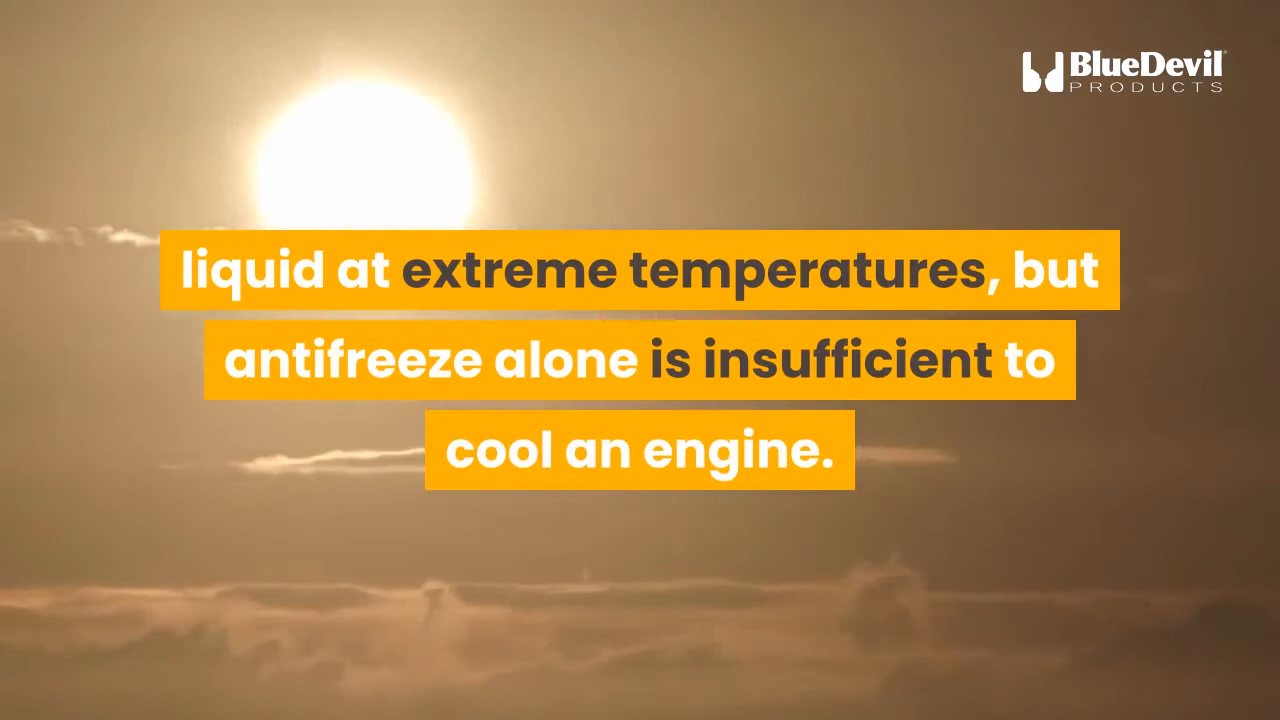 BlueDevil
PRODUCTS
liquid at extreme temperatures, but
antifreeze alone is insufficient to
cool an engine.